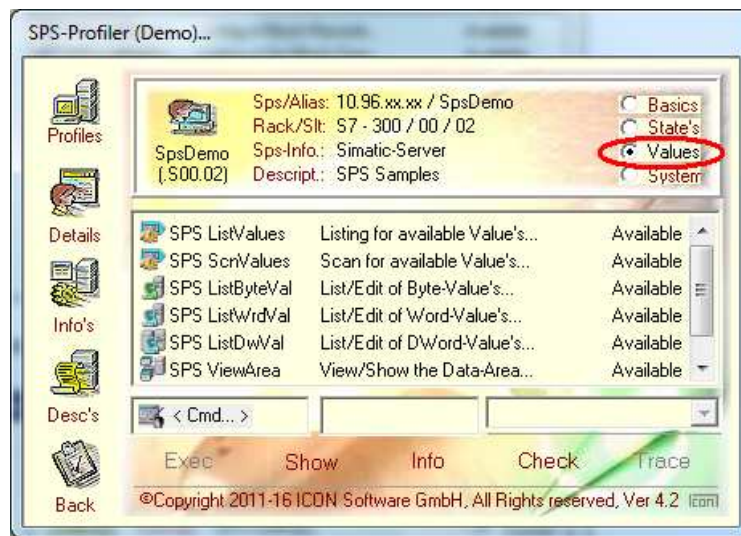 SPS-Profiler (Demo)...
Profiles
Details
Info's
Desc's
Back
SpsDemo
(.S00.02)
Sps/Alias: 10.96.xx.xx / SpsDemo
Rack/Slt: S7 - 300 / 00 / 02
Sps-Info.: Simatic-Server
Descript.: SPS Samples
Basics
State's
Values
System
SPS ListValues Listing for available Value's... Available
SPS ScnValues Scan for available Value's... Available
SPS ListByteVal List/Edit of Byte-Value's... Available
SPS ListWrdVal List/Edit of Word-Value's... Available
SPS ListDwVal List/Edit of DWord-Value's... Available
SPS ViewArea View/Show the Data-Area... Available
< Cmd... >
Exec Show Info Check Trace
©Copyright 2011-16 ICON Software GmbH, All Rights reserved, Ver 4.2 Icon